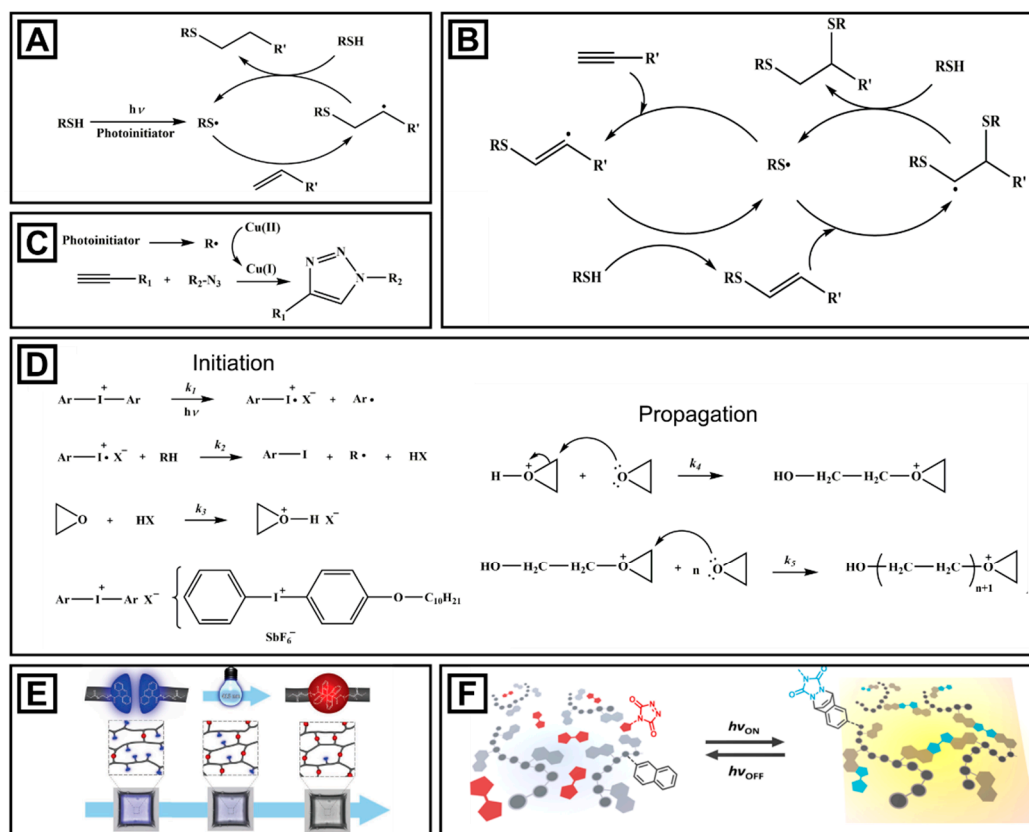 A
RS
R'
RSH
RSH
hν
Photoinitiator
RS•
RS
•
R'
R'
B
R'
SR
RS
R'
RSH
RS
•
R'
RS•
SR
RS
•
R'
RSH
RS
R'
C
Photoinitiator
R•
Cu(II)
R1
+
R2-N3
Cu(I)
N
N
N
R2
R1
D
Initiation
Ar—I—Ar
+
k1
hν
Ar—I• X−
+
+
Ar•
Ar—I• X−
+
+
RH
k2
Ar—I
+
R•
+
HX
O
+
HX
k3
O—H X−
+
Ar—I—Ar X−
+
I+
O—C10H21
SbF6−
Propagation
H—O
+
+
:O:
k4
HO—H2C—H2C—O
+
HO—H2C—H2C—O
+
+
n
:O:
k5
HO(H2C—H2C)n+1O
+
E
F
O
N
N
N
O
hνON
hνOFF
O
N
N
N
O